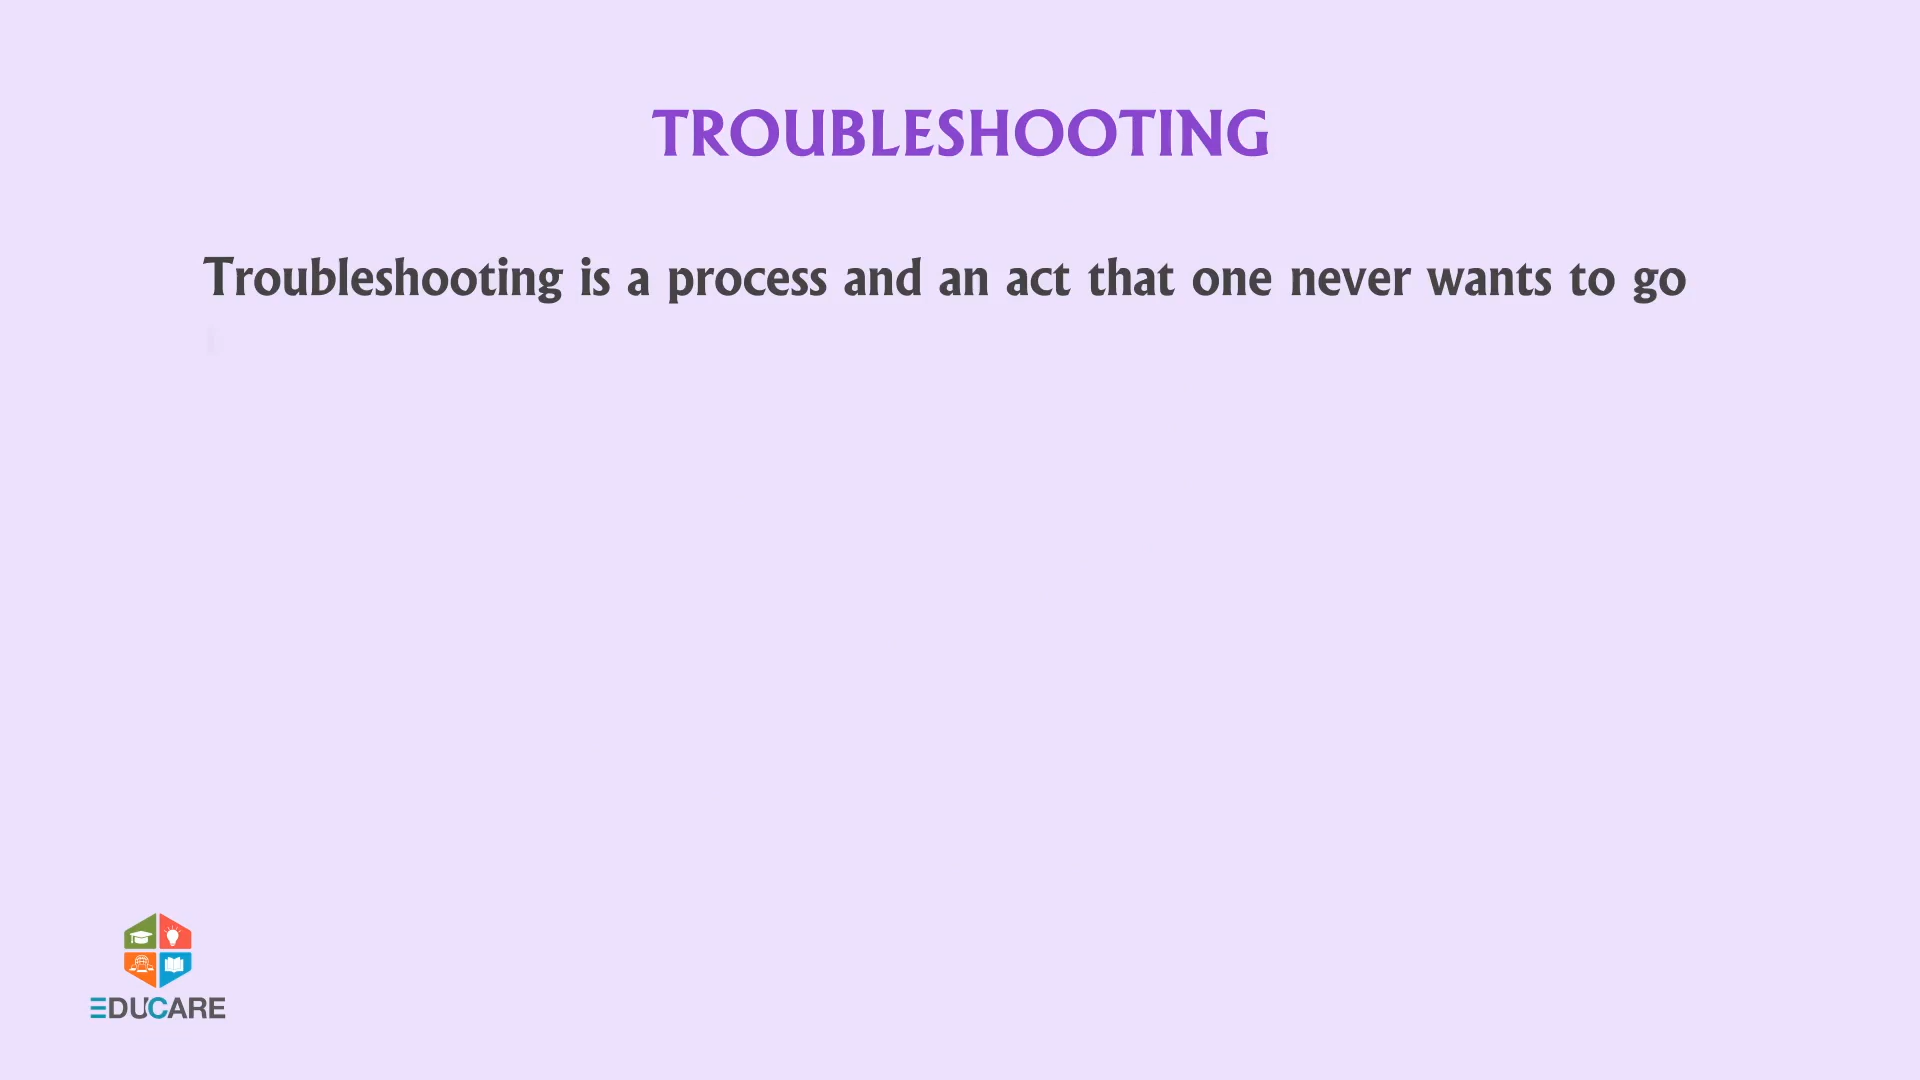 TROUBLESHOOTING
Troubleshooting is a process and an act that one never wants to go
EDUCARE